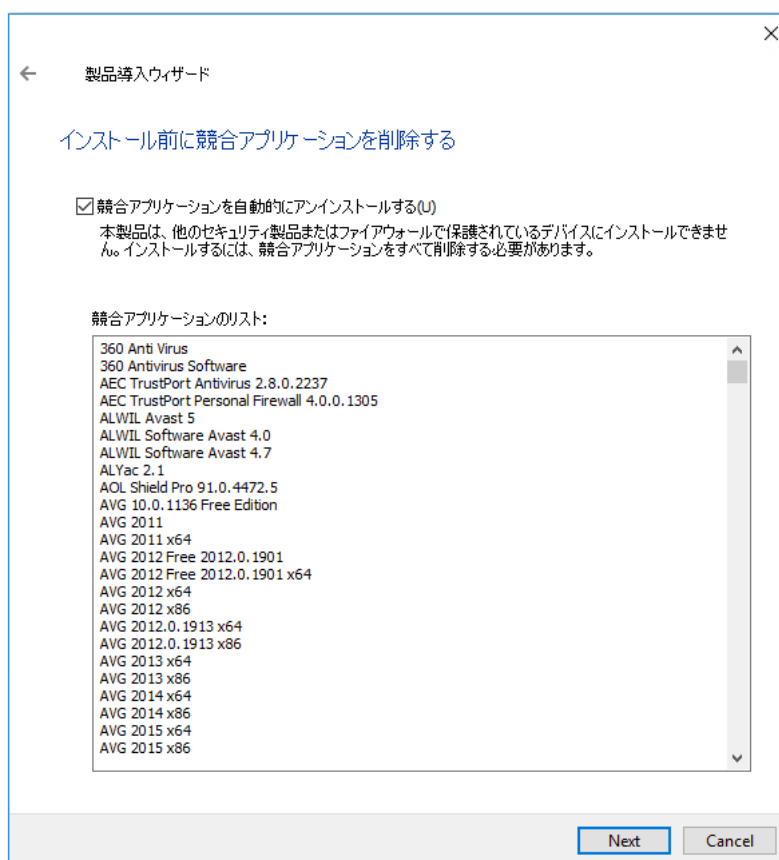 製品導入ウィザード
インストール前に競合アプリケーションを削除する
競合アプリケーションを自動的にアンインストールする(U)
本製品は、他のセキュリティ製品またはファイアウォールで保護されているデバイスにインストールできませ
ん。インストールするには、競合アプリケーションをすべて削除する必要があります。
競合アプリケーションのリスト:
360 Anti Virus
360 Antivirus Software
AEC TrustPort Antivirus 2.8.0.2237
AEC TrustPort Personal Firewall 4.0.0.1305
ALWIL Avast 5
ALWIL Software Avast 4.0
ALWIL Software Avast 4.7
ALYac 2.1
AOL Shield Pro 91.0.4472.5
AVG 10.0.1136 Free Edition
AVG 2011
AVG 2011 x64
AVG 2012 Free 2012.0.1901
AVG 2012 Free 2012.0.1901 x64
AVG 2012 x64
AVG 2012 x86
AVG 2012.0.1913 x64
AVG 2012.0.1913 x86
AVG 2013 x64
AVG 2013 x86
AVG 2014 x64
AVG 2014 x86
AVG 2015 x64
AVG 2015 x86
Next Cancel